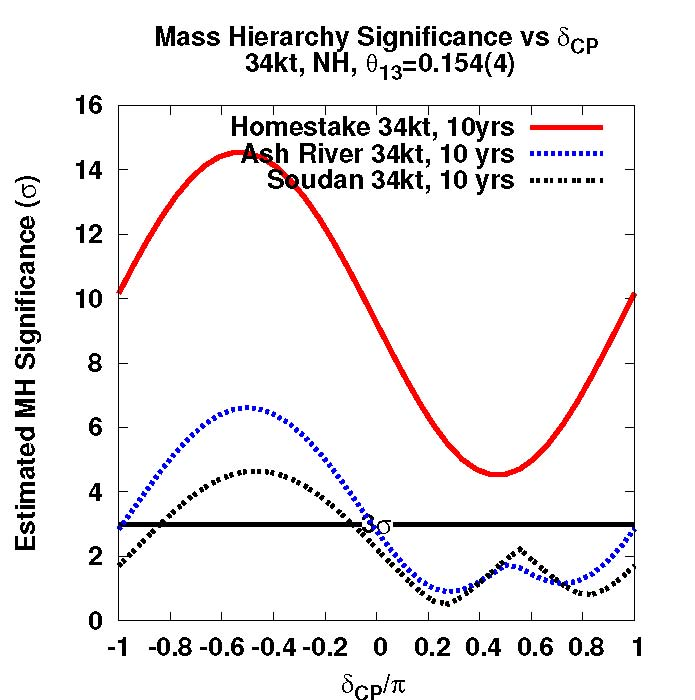 Mass Hierarchy Significance vs δCP
34kt, NH, θ13=0.154(4)
Homestake 34kt, 10yrs
Ash River 34kt, 10 yrs
Soudan 34kt, 10 yrs
Estimated MH Significance (σ)
16
14
12
10
8
6
4
2
0
3σ
-1 -0.8 -0.6 -0.4 -0.2 0 0.2 0.4 0.6 0.8 1
δCP/π